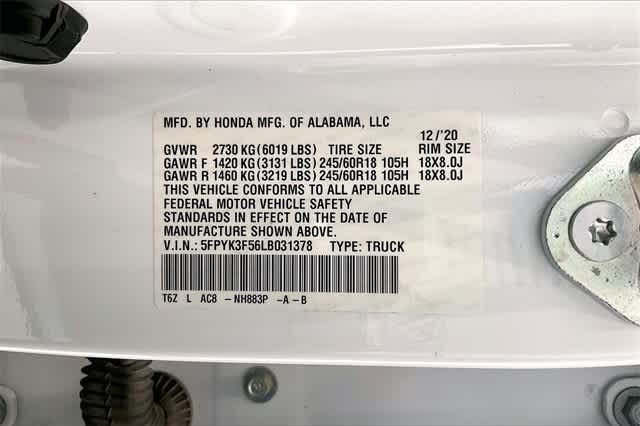 MFD. BY HONDA MFG. OF ALABAMA, LLC
12/'20
GVWR 2730 KG(6019 LBS) TIRE SIZE RIM SIZE
GAWR F 1420 KG(3131 LBS) 245/60R18 105H 18X8.0J
GAWR R 1460 KG(3219 LBS) 245/60R18 105H 18X8.0J
THIS VEHICLE CONFORMS TO ALL APPLICABLE
FEDERAL MOTOR VEHICLE SAFETY
STANDARDS IN EFFECT ON THE DATE OF
MANUFACTURE SHOWN ABOVE.
V.I.N.: 5FPYK3F56LB031378 TYPE: TRUCK
T6Z L AC8 -NH883P -A-B